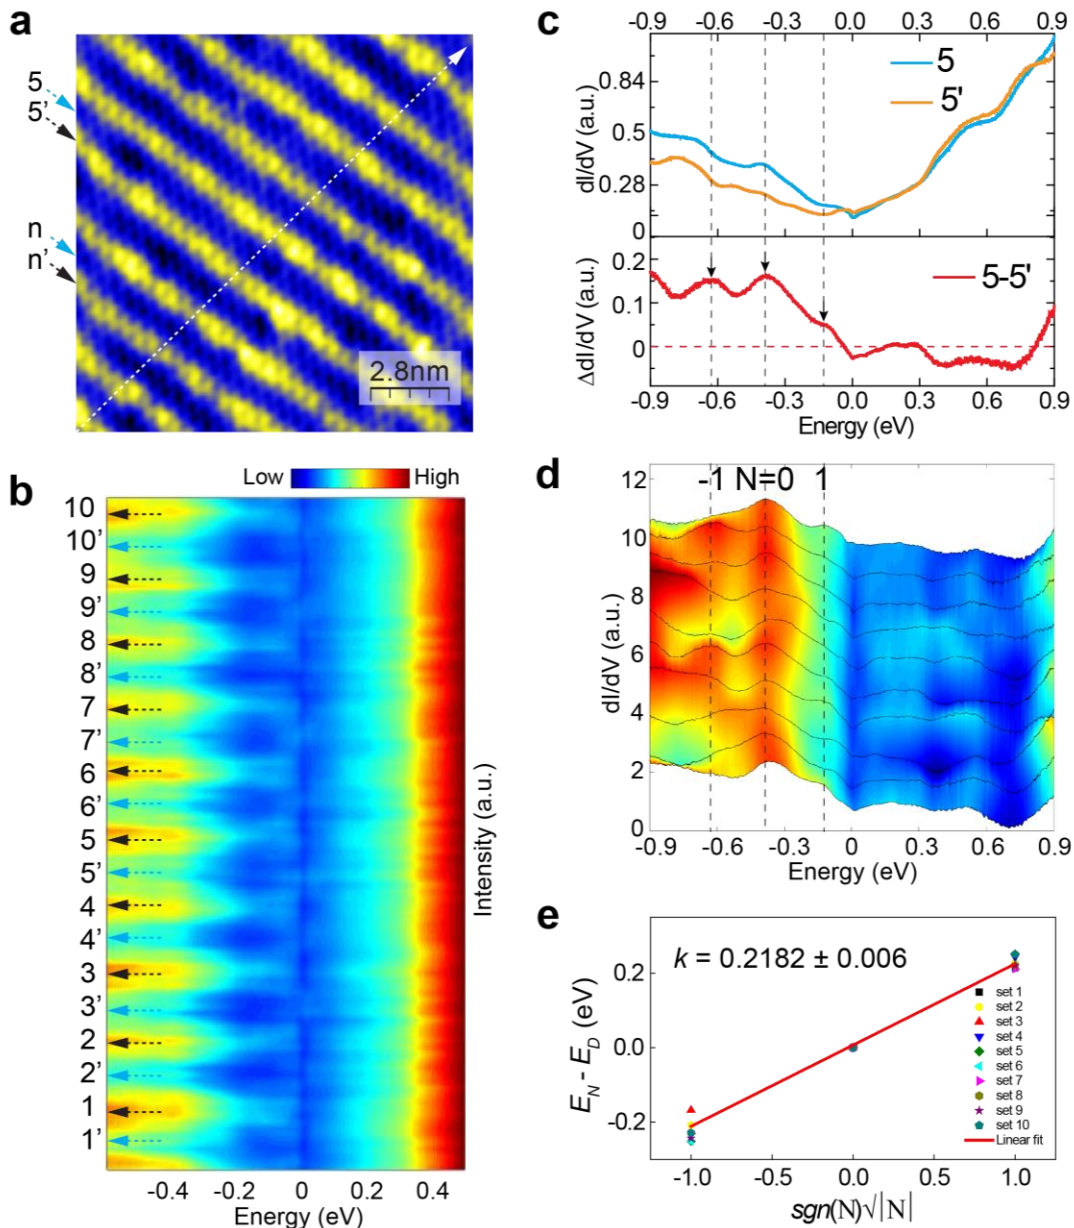 a
5
5'
n
n'
2.8nm
b
Low
High
10
10'
9
9'
8
8'
7
7'
6
6'
5
5'
4
4'
3
3'
2
2'
1
1'
-0.4 -0.2 0 0.2 0.4
Energy (eV)
Intensity (a.u.)
c
-0.9 -0.6 -0.3 0.0 0.3 0.6 0.9
dI/dV (a.u.)
0.84
0.5
0.28
0
5
5'
ΔdI/dV (a.u.)
0.2
0.1
0
5-5'
-0.9 -0.6 -0.3 0.0 0.3 0.6 0.9
Energy (eV)
d
-1 N=0 1
dI/dV (a.u.)
12
10
8
6
4
2
0
-0.9 -0.6 -0.3 0 0.3 0.6 0.9
Energy (eV)
e
k = 0.2182 ± 0.006
E_N - E_D (eV)
0.2
0.0
-0.2
set 1
set 2
set 3
set 4
set 5
set 6
set 7
set 8
set 9
set 10
Linear fit
-1.0 -0.5 0.0 0.5 1.0
sgn(N)√|N|